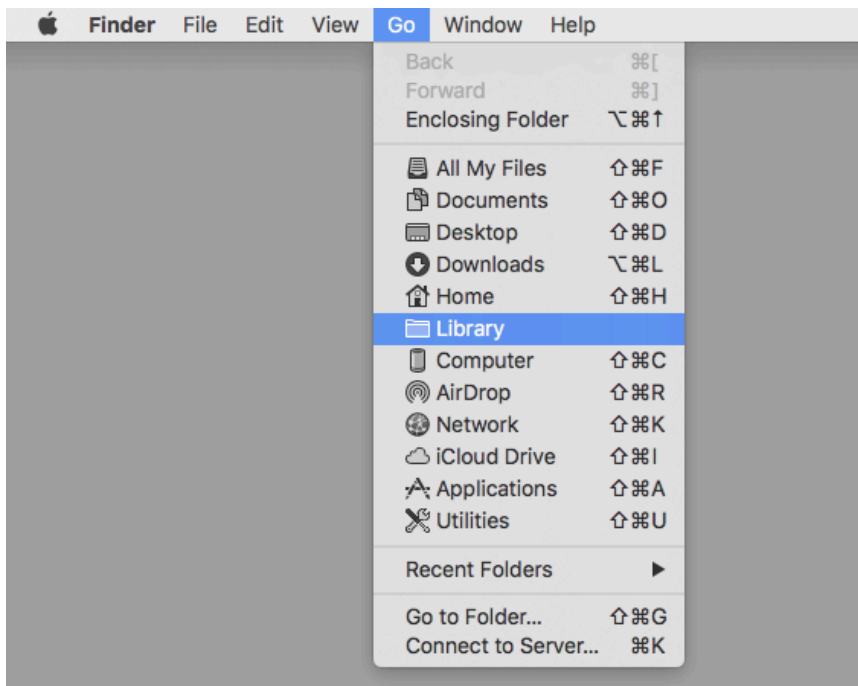 Finder File Edit View Go Window Help
Back ⌘[
Forward ⌘]
Enclosing Folder ⌥⌘↑
All My Files ⇧⌘F
Documents ⇧⌘O
Desktop ⇧⌘D
Downloads ⌥⌘L
Home ⇧⌘H
Library
Computer ⇧⌘C
AirDrop ⇧⌘R
Network ⇧⌘K
iCloud Drive ⇧⌘I
Applications ⇧⌘A
Utilities ⇧⌘U
Recent Folders ▶
Go to Folder... ⇧⌘G
Connect to Server... ⌘K